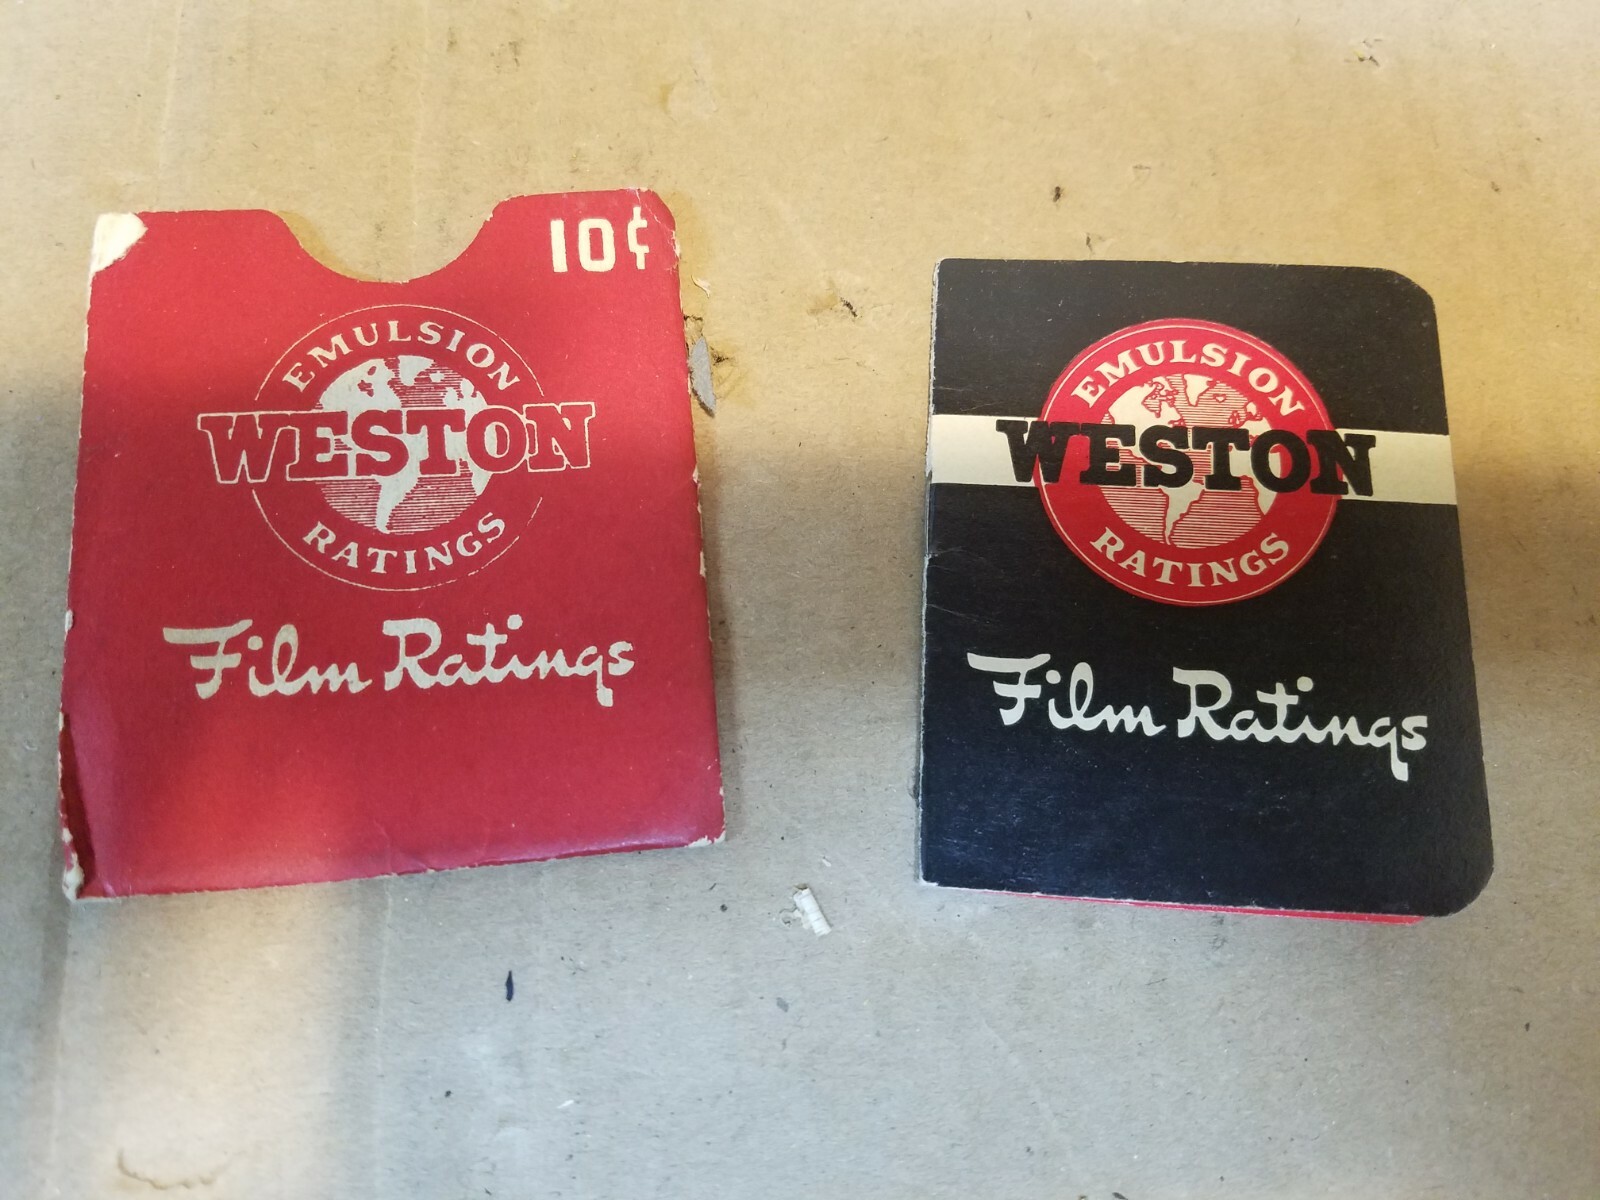 10¢
EMULSION
WESTON
RATINGS
Film Ratings
EMULSION
WESTON
RATINGS
Film Ratings